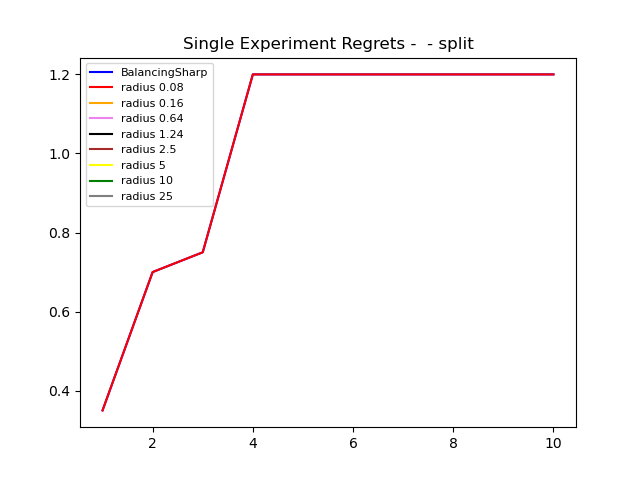 Single Experiment Regrets -  - split
BalancingSharp
radius 0.08
radius 0.16
radius 0.64
radius 1.24
radius 2.5
radius 5
radius 10
radius 25
1.2
1.0
0.8
0.6
0.4
2 4 6 8 10